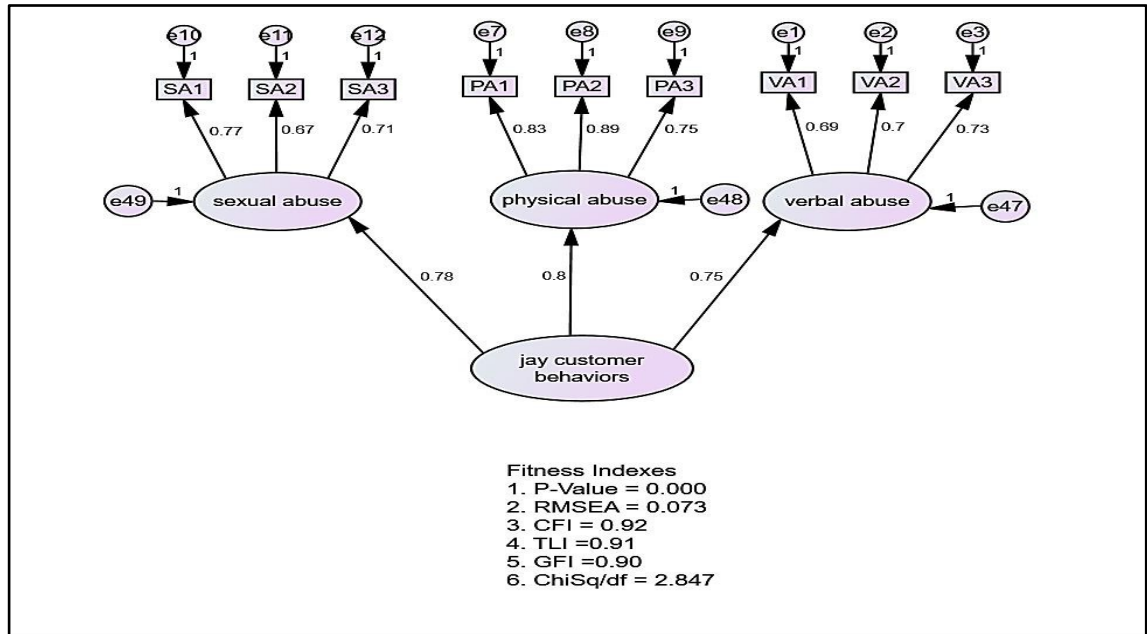 e10 e11 e12 e7 e8 e9 e1 e2 e3
1 1 1 1 1 1 1 1 1
SA1 SA2 SA3 PA1 PA2 PA3 VA1 VA2 VA3
0.77 0.67 0.71 0.83 0.89 0.75 0.69 0.7 0.73
e49 1 sexual abuse physical abuse 1 e48 verbal abuse 1 e47
0.78 0.8 0.75
jay customer
behaviors
Fitness Indexes
1. P-Value = 0.000
2. RMSEA = 0.073
3. CFI = 0.92
4. TLI =0.91
5. GFI =0.90
6. ChiSq/df = 2.847